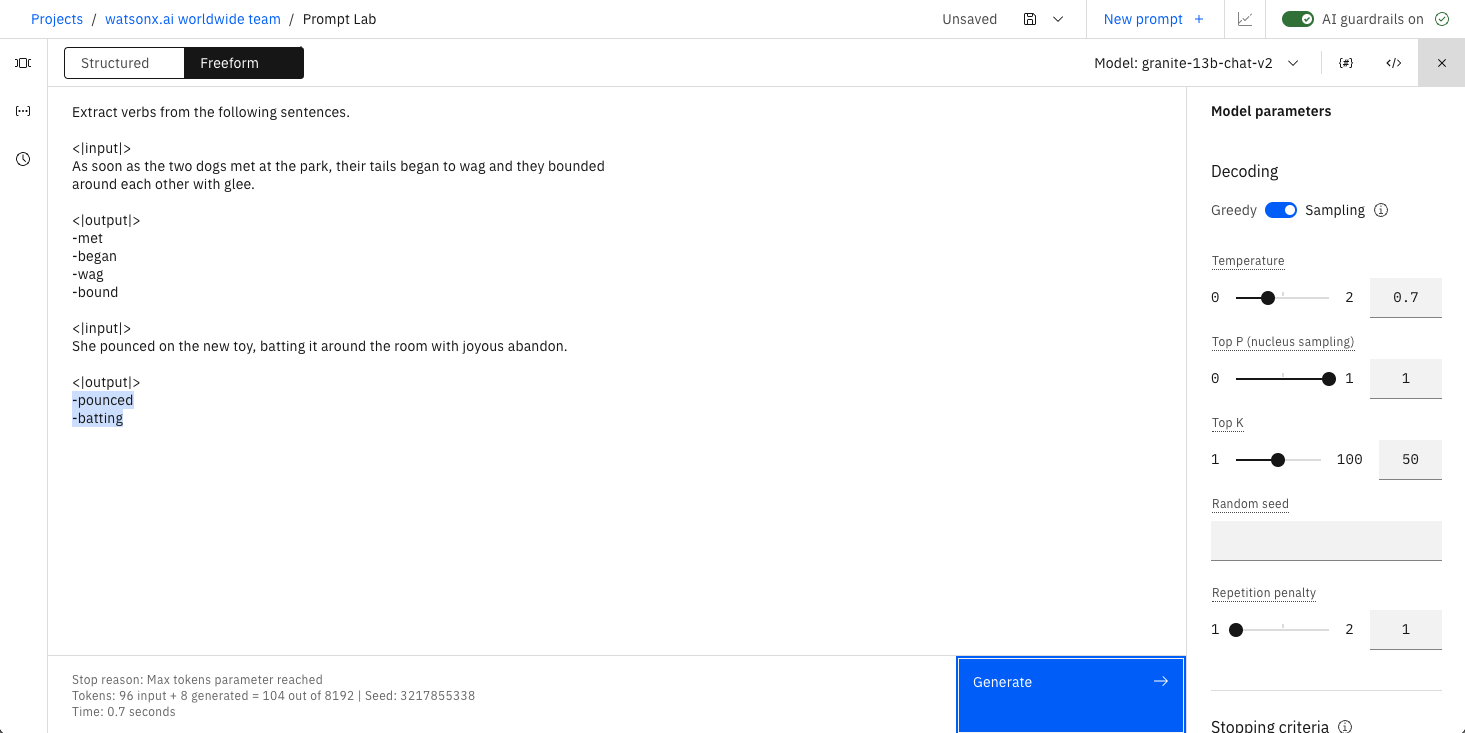 Projects / watsonx.ai worldwide team / Prompt Lab
Unsaved
New prompt +
AI guardrails on
Structured
Freeform
Model: granite-13b-chat-v2
{#}
</>
Extract verbs from the following sentences.
<|input|>
As soon as the two dogs met at the park, their tails began to wag and they bounded
around each other with glee.
<|output|>
-met
-began
-wag
-bound
<|input|>
She pounced on the new toy, batting it around the room with joyous abandon.
<|output|>
-pounced
-batting
Stop reason: Max tokens parameter reached
Tokens: 96 input + 8 generated = 104 out of 8192 | Seed: 3217855338
Time: 0.7 seconds
Generate
Model parameters
Decoding
Greedy Sampling
Temperature
0 2 0.7
Top P (nucleus sampling)
0 1 1
Top K
1 100 50
Random seed
Repetition penalty
1 2 1
Stopping criteria